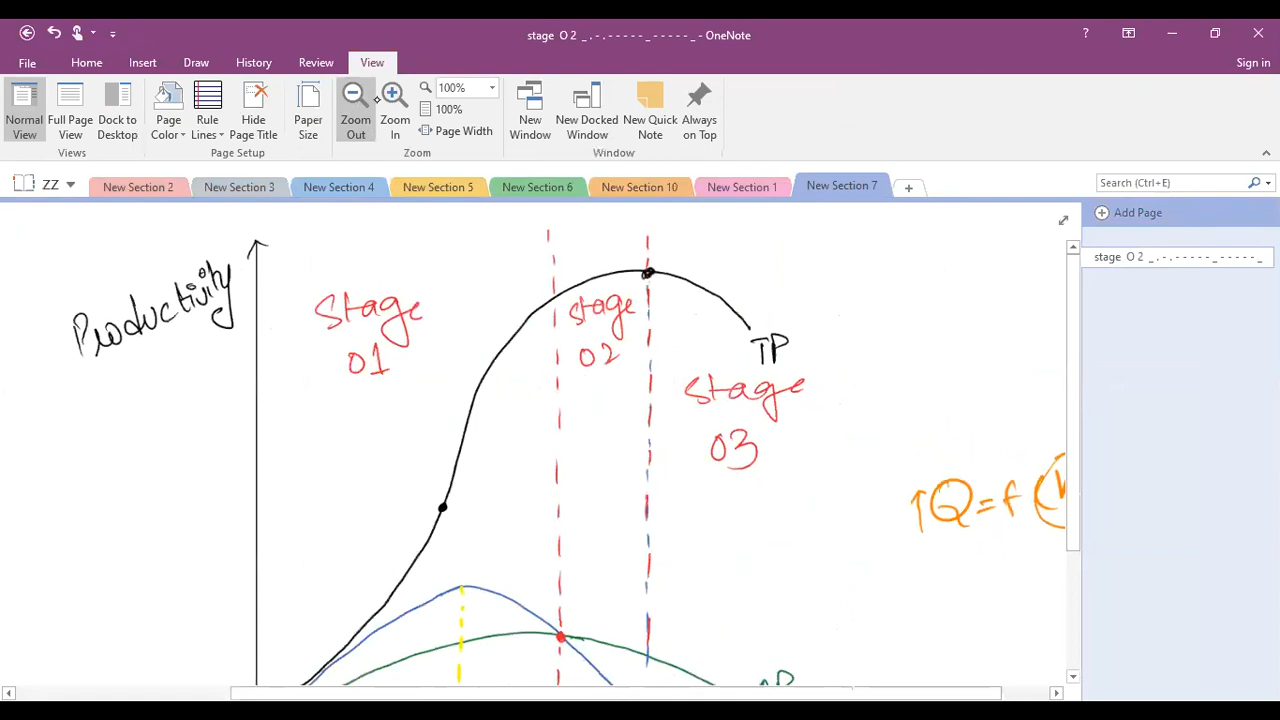 stage O 2 _ . - . - - - - - _ - - - - - _ - OneNote
?
File
Home
Insert
Draw
History
Review
View
Sign in
Normal View
Full Page View
Dock to Desktop
Page Color
Rule Lines
Hide Page Title
Paper Size
Zoom Out
Zoom In
100%
100%
Page Width
New Window
New Docked Window
New Quick Note
Always on Top
Views
Page Setup
Zoom
Window
ZZ
New Section 2
New Section 3
New Section 4
New Section 5
New Section 6
New Section 10
New Section 1
New Section 7
Search (Ctrl+E)
Add Page
stage O 2 _ . - . - - - - - _ - - - - - _
Productivity
Stage
01
Stage
02
TP
Stage
03
↑Q = f (